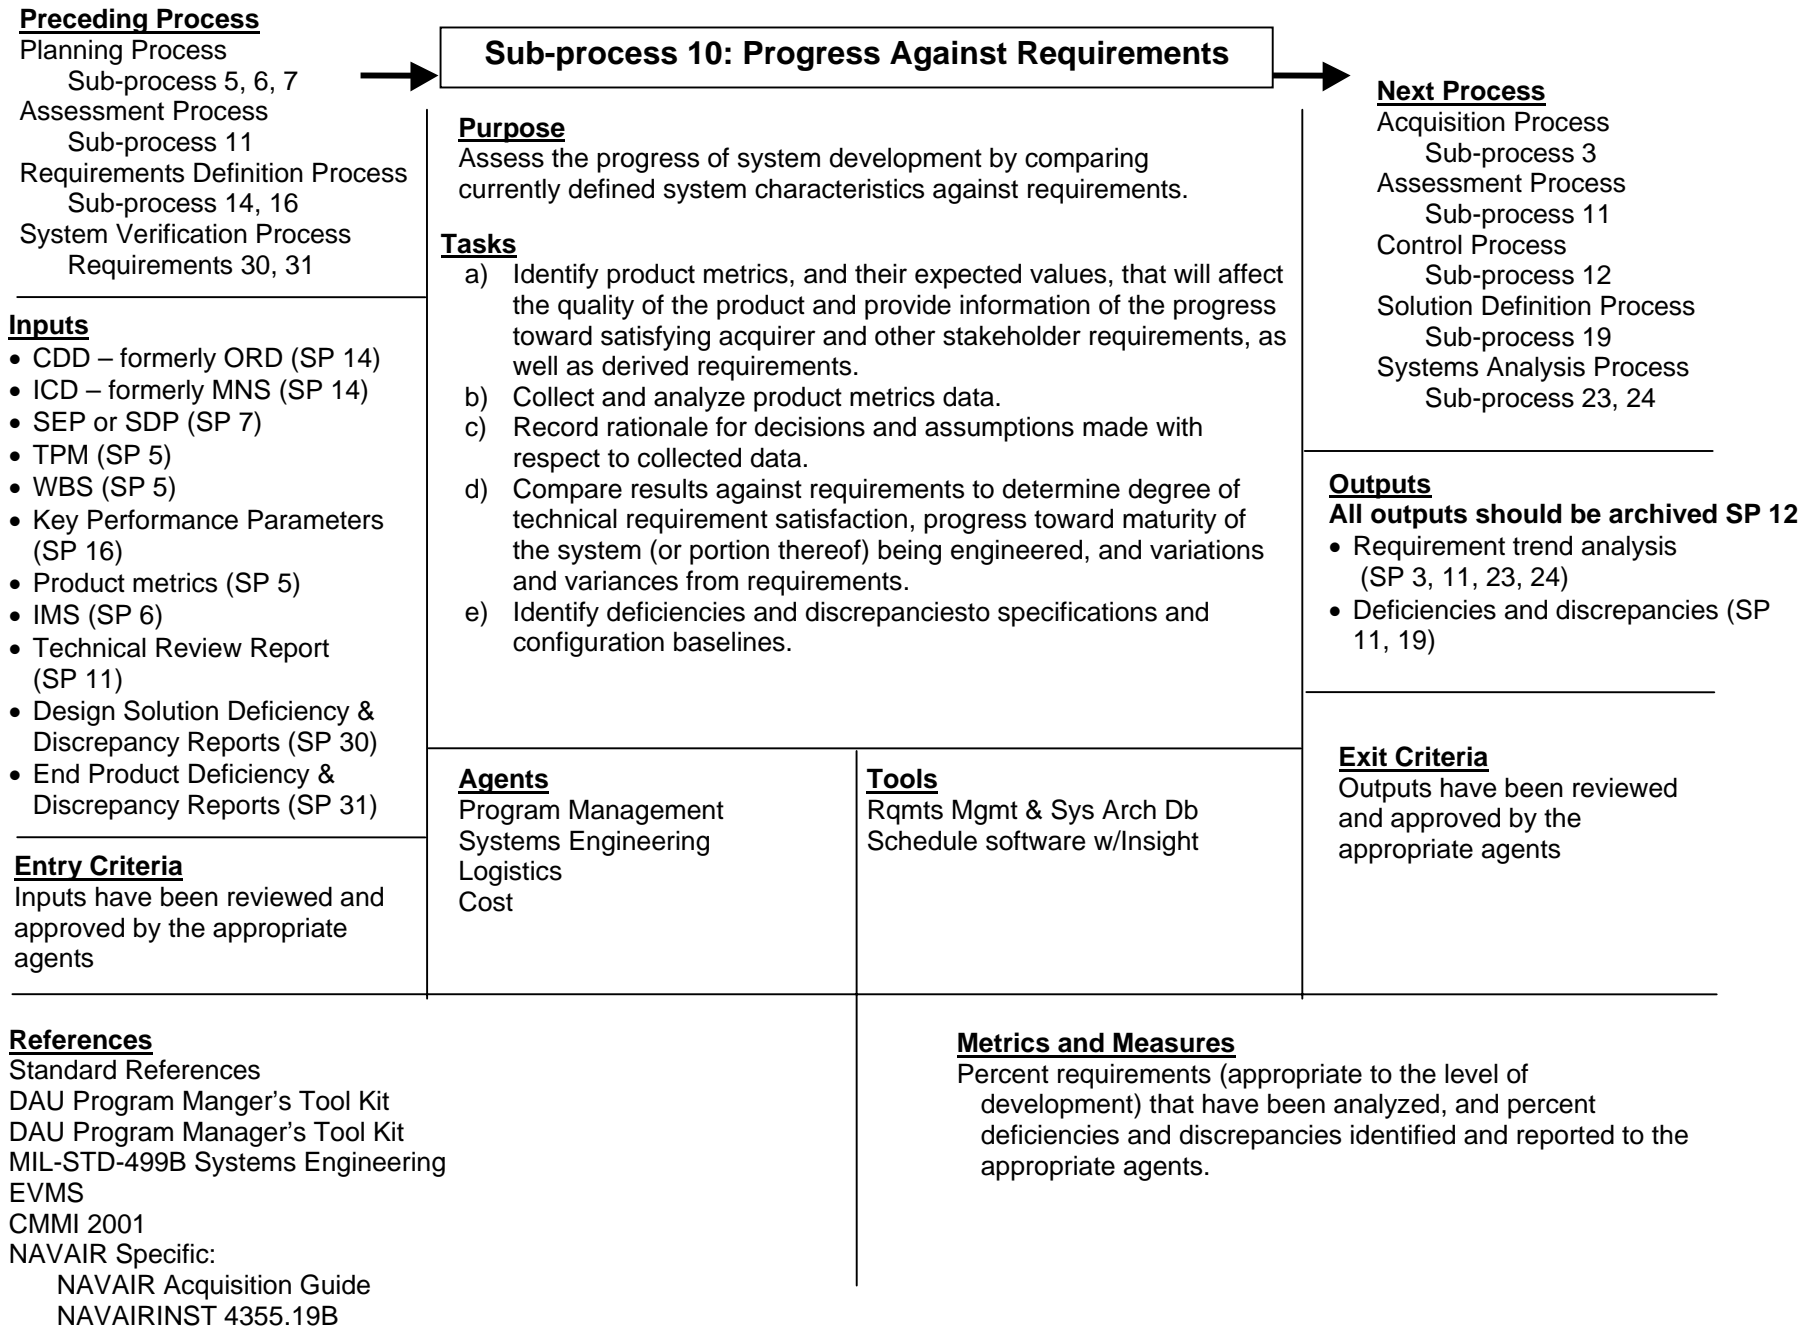 Preceding Process
Planning Process
Sub-process 5, 6, 7
Assessment Process
Sub-process 11
Requirements Definition Process
Sub-process 14, 16
System Verification Process
Requirements 30, 31
Inputs
• CDD – formerly ORD (SP 14)
• ICD – formerly MNS (SP 14)
• SEP or SDP (SP 7)
• TPM (SP 5)
• WBS (SP 5)
• Key Performance Parameters
(SP 16)
• Product metrics (SP 5)
• IMS (SP 6)
• Technical Review Report
(SP 11)
• Design Solution Deficiency &
Discrepancy Reports (SP 30)
• End Product Deficiency &
Discrepancy Reports (SP 31)
Entry Criteria
Inputs have been reviewed and
approved by the appropriate
agents
Sub-process 10: Progress Against Requirements
Purpose
Assess the progress of system development by comparing
currently defined system characteristics against requirements.
Tasks
a) Identify product metrics, and their expected values, that will affect
the quality of the product and provide information of the progress
toward satisfying acquirer and other stakeholder requirements, as
well as derived requirements.
b) Collect and analyze product metrics data.
c) Record rationale for decisions and assumptions made with
respect to collected data.
d) Compare results against requirements to determine degree of
technical requirement satisfaction, progress toward maturity of
the system (or portion thereof) being engineered, and variations
and variances from requirements.
e) Identify deficiencies and discrepanciesto specifications and
configuration baselines.
Agents
Program Management
Systems Engineering
Logistics
Cost
Tools
Rqmts Mgmt & Sys Arch Db
Schedule software w/Insight
Next Process
Acquisition Process
Sub-process 3
Assessment Process
Sub-process 11
Control Process
Sub-process 12
Solution Definition Process
Sub-process 19
Systems Analysis Process
Sub-process 23, 24
Outputs
All outputs should be archived SP 12
• Requirement trend analysis
(SP 3, 11, 23, 24)
• Deficiencies and discrepancies (SP
11, 19)
Exit Criteria
Outputs have been reviewed
and approved by the
appropriate agents
References
Standard References
DAU Program Manger’s Tool Kit
DAU Program Manager’s Tool Kit
MIL-STD-499B Systems Engineering
EVMS
CMMI 2001
NAVAIR Specific:
NAVAIR Acquisition Guide
NAVAIRINST 4355.19B
Metrics and Measures
Percent requirements (appropriate to the level of
development) that have been analyzed, and percent
deficiencies and discrepancies identified and reported to the
appropriate agents.